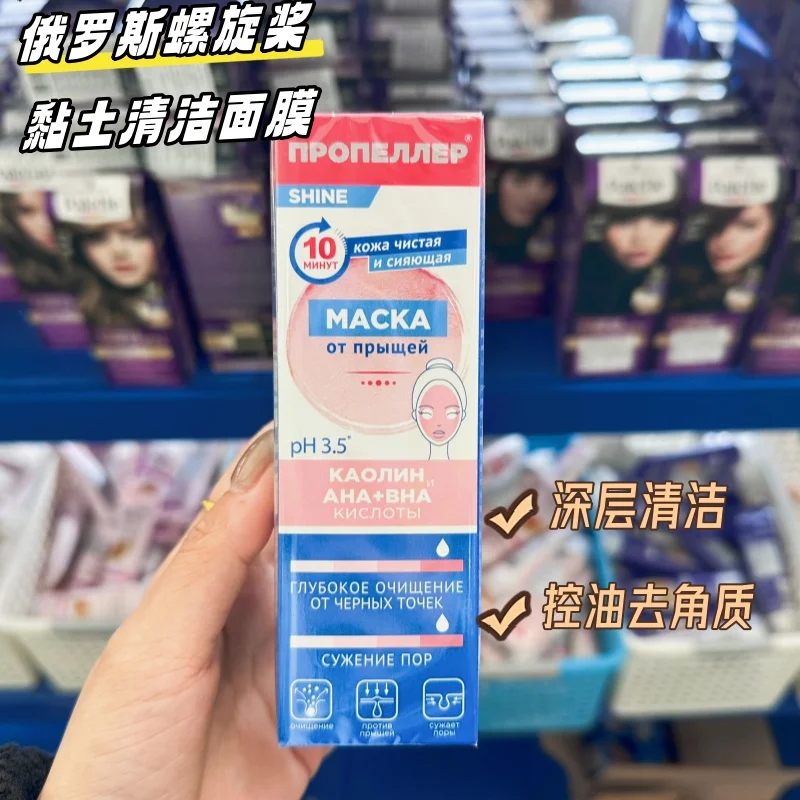 俄罗斯螺旋桨
黏土清洁面膜
ПРОПЕЛЛЕР®
SHINE
10
МИНУТ
кожа чистая
и сияющая
МАСКА
от прыщей
pH 3.5*
КАОЛИН и
AHA+BHA
КИСЛОТЫ
深层清洁
ГЛУБОКОЕ ОЧИЩЕНИЕ
ОТ ЧЕРНЫХ ТОЧЕК
控油去角质
СУЖЕНИЕ ПОР
очищение
против
прыщей
сужает
поры